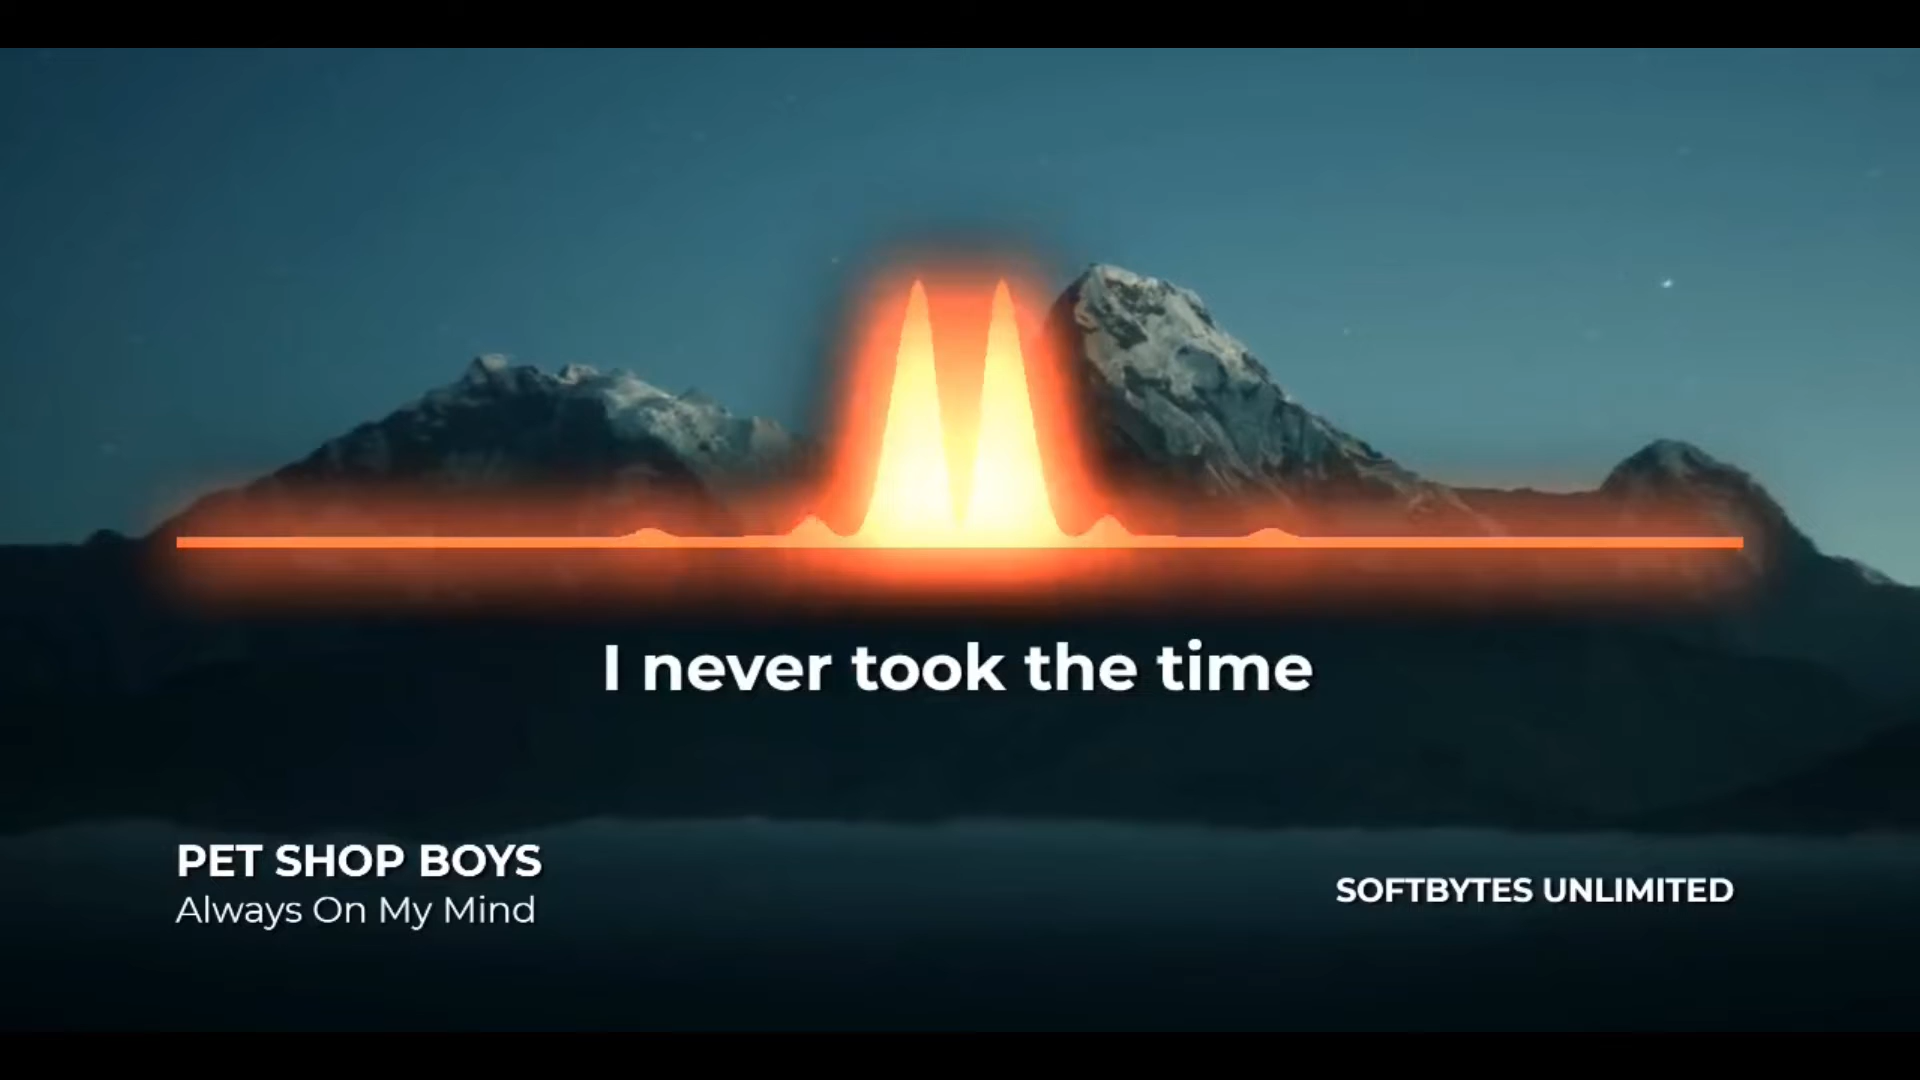 I never took the time
PET SHOP BOYS
Always On My Mind
SOFTBYTES UNLIMITED